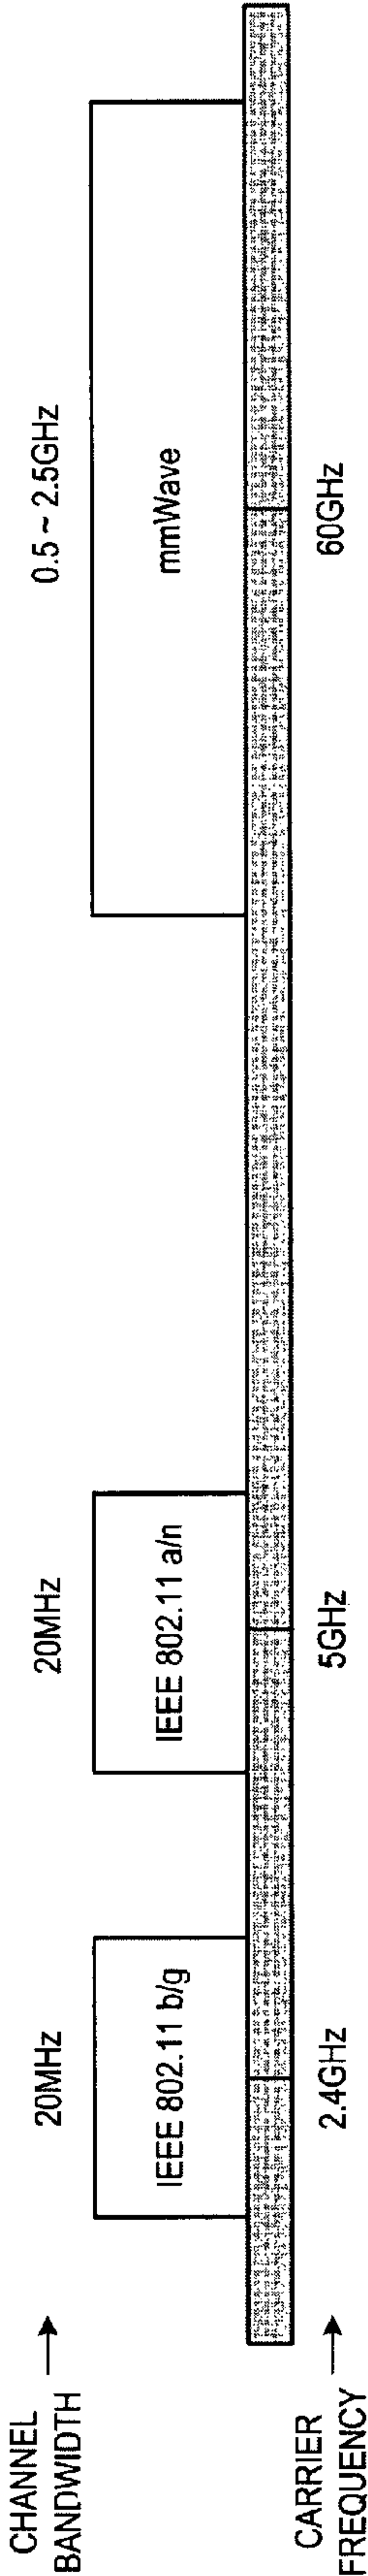 CHANNEL
BANDWIDTH
20MHz
20MHz
0.5 ~ 2.5GHz
IEEE 802.11 b/g
IEEE 802.11 a/n
mmWave
CARRIER
FREQUENCY
2.4GHz
5GHz
60GHz